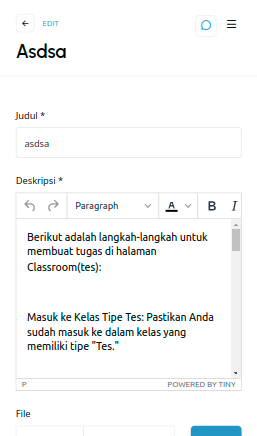 EDIT
Asdsa
Judul *
asdsa
Deskripsi *
Paragraph
A
B
I
Berikut adalah langkah-langkah untuk
membuat tugas di halaman
Classroom(tes):
Masuk ke Kelas Tipe Tes: Pastikan Anda
sudah masuk ke dalam kelas yang
memiliki tipe "Tes."
P
POWERED BY TINY
File